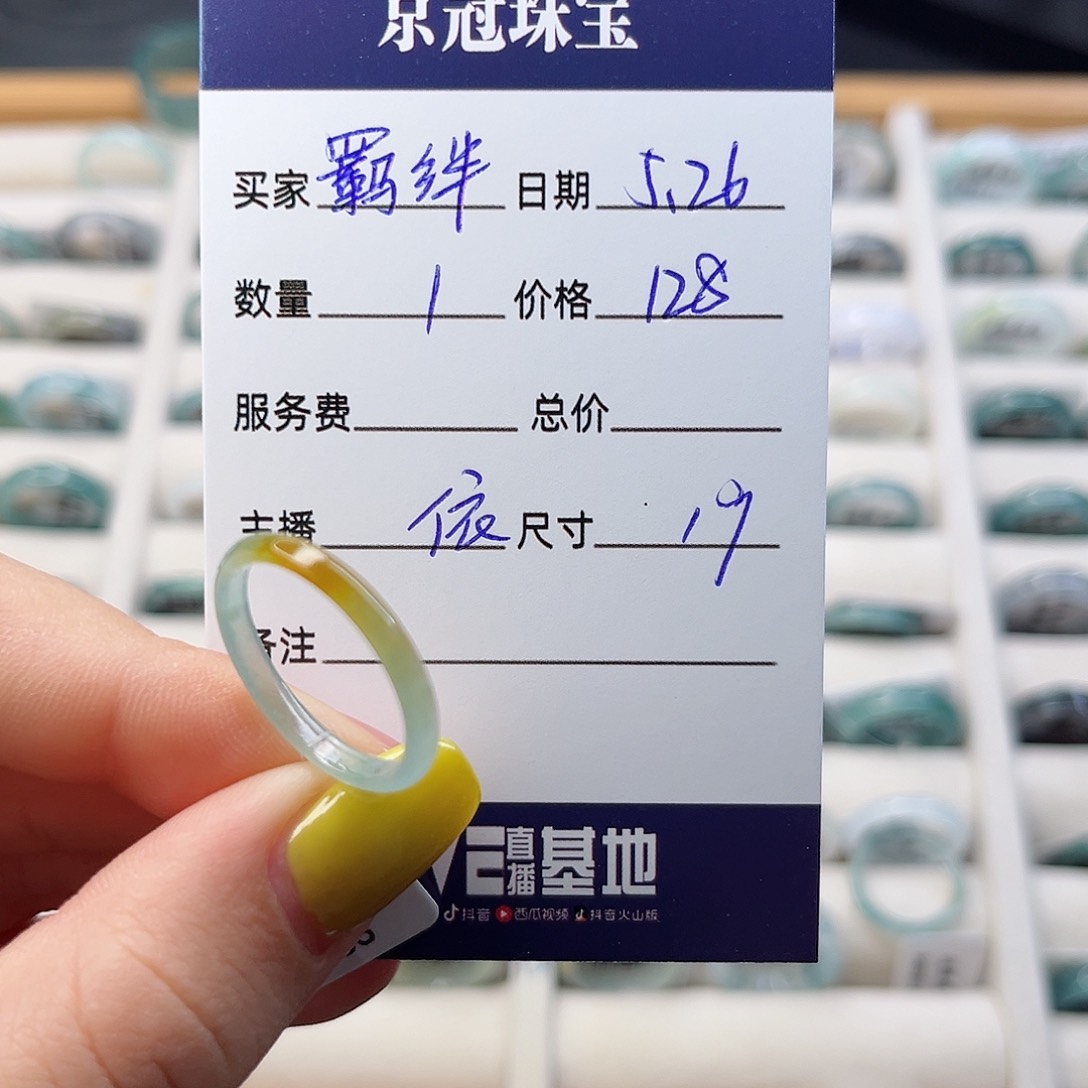 京冠珠宝
买家 羁绊 日期 5.26
数量 1 价格 128
服务费 总价
主播 依 尺寸 19
备注
VE直播基地
抖音 西瓜视频 抖音火山版